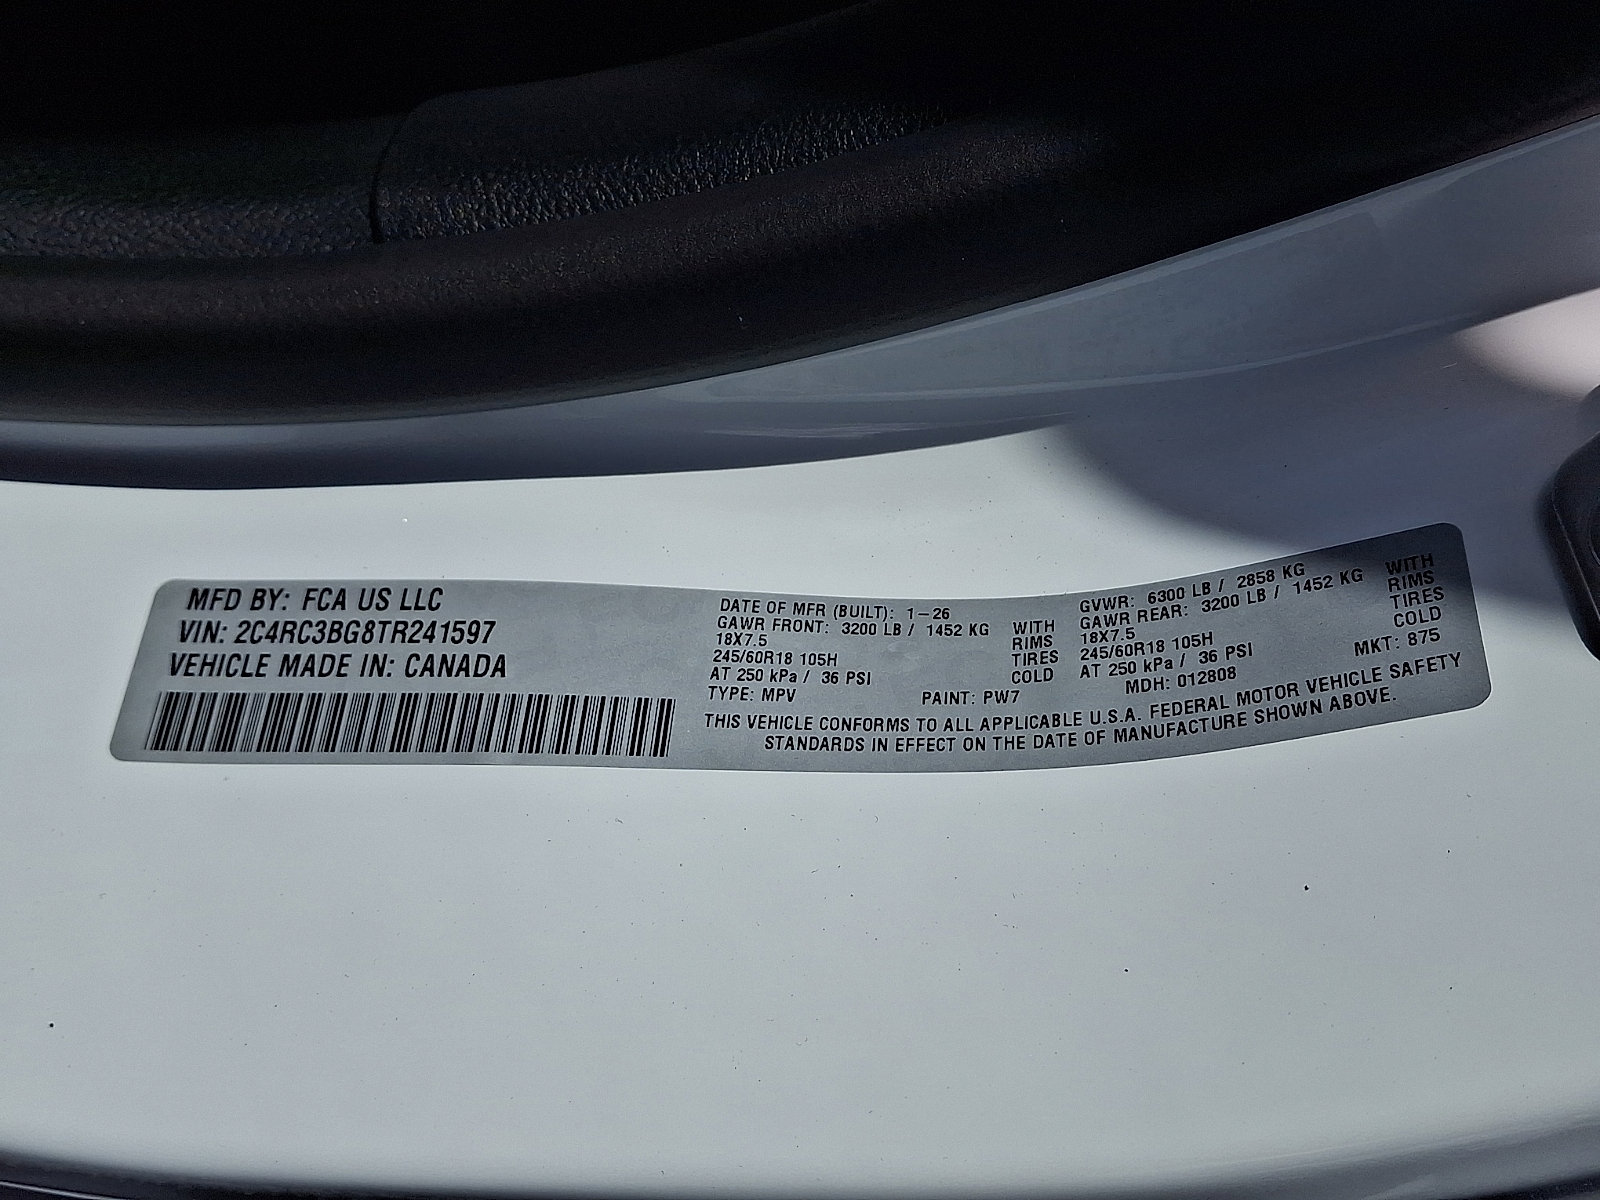 MFD BY: FCA US LLC
VIN: 2C4RC3BG8TR241597
VEHICLE MADE IN: CANADA
DATE OF MFR (BUILT): 1-26
GAWR FRONT: 3200 LB / 1452 KG WITH
18X7.5 RIMS
245/60R18 105H TIRES
AT 250 kPa / 36 PSI COLD
TYPE: MPV PAINT: PW7
GVWR: 6300 LB / 2858 KG
GAWR REAR: 3200 LB / 1452 KG WITH
18X7.5 RIMS
245/60R18 105H TIRES
AT 250 kPa / 36 PSI COLD
MDH: 012808 MKT: 875
THIS VEHICLE CONFORMS TO ALL APPLICABLE U.S.A. FEDERAL MOTOR VEHICLE SAFETY
STANDARDS IN EFFECT ON THE DATE OF MANUFACTURE SHOWN ABOVE.